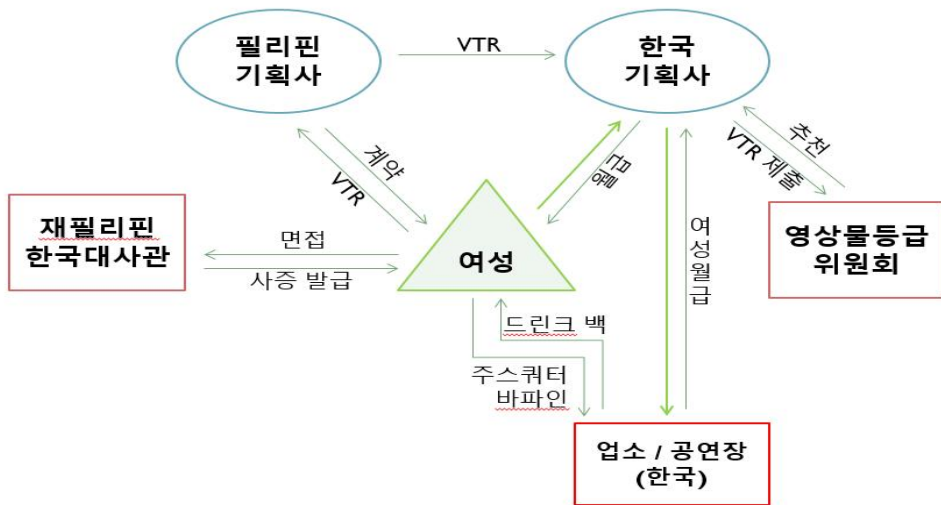 필리핀
기획사
VTR
한국
기획사
계약
VTR
월급
추천
VTR 제출
재필리핀
한국대사관
면접
사증 발급
여성
여성월급
영상물등급
위원회
드린크 백
주스쿼터
바파인
업소 / 공연장
(한국)